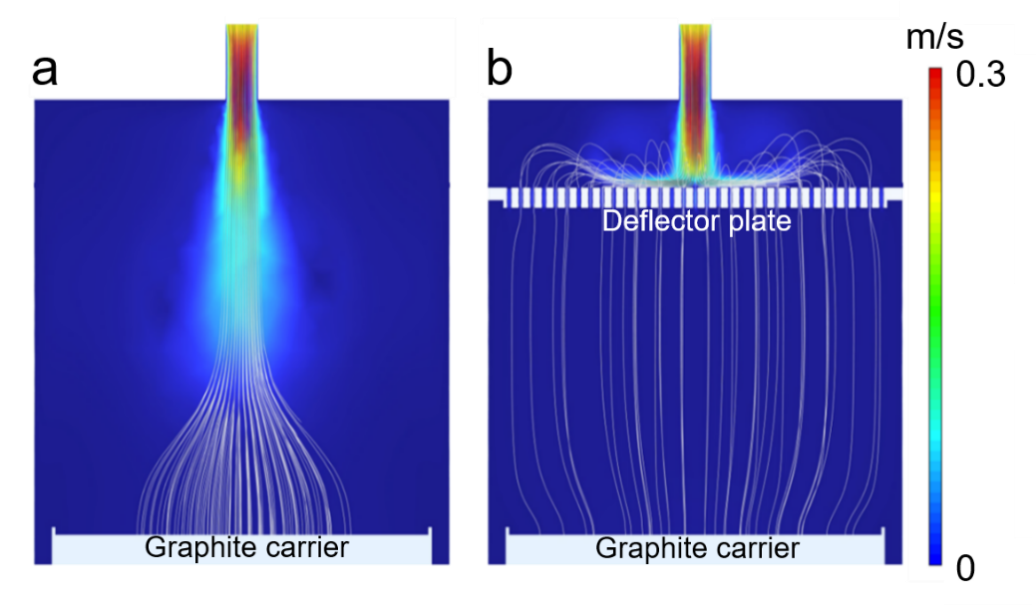 a
b
m/s
0.3
Deflector plate
Graphite carrier
Graphite carrier
0